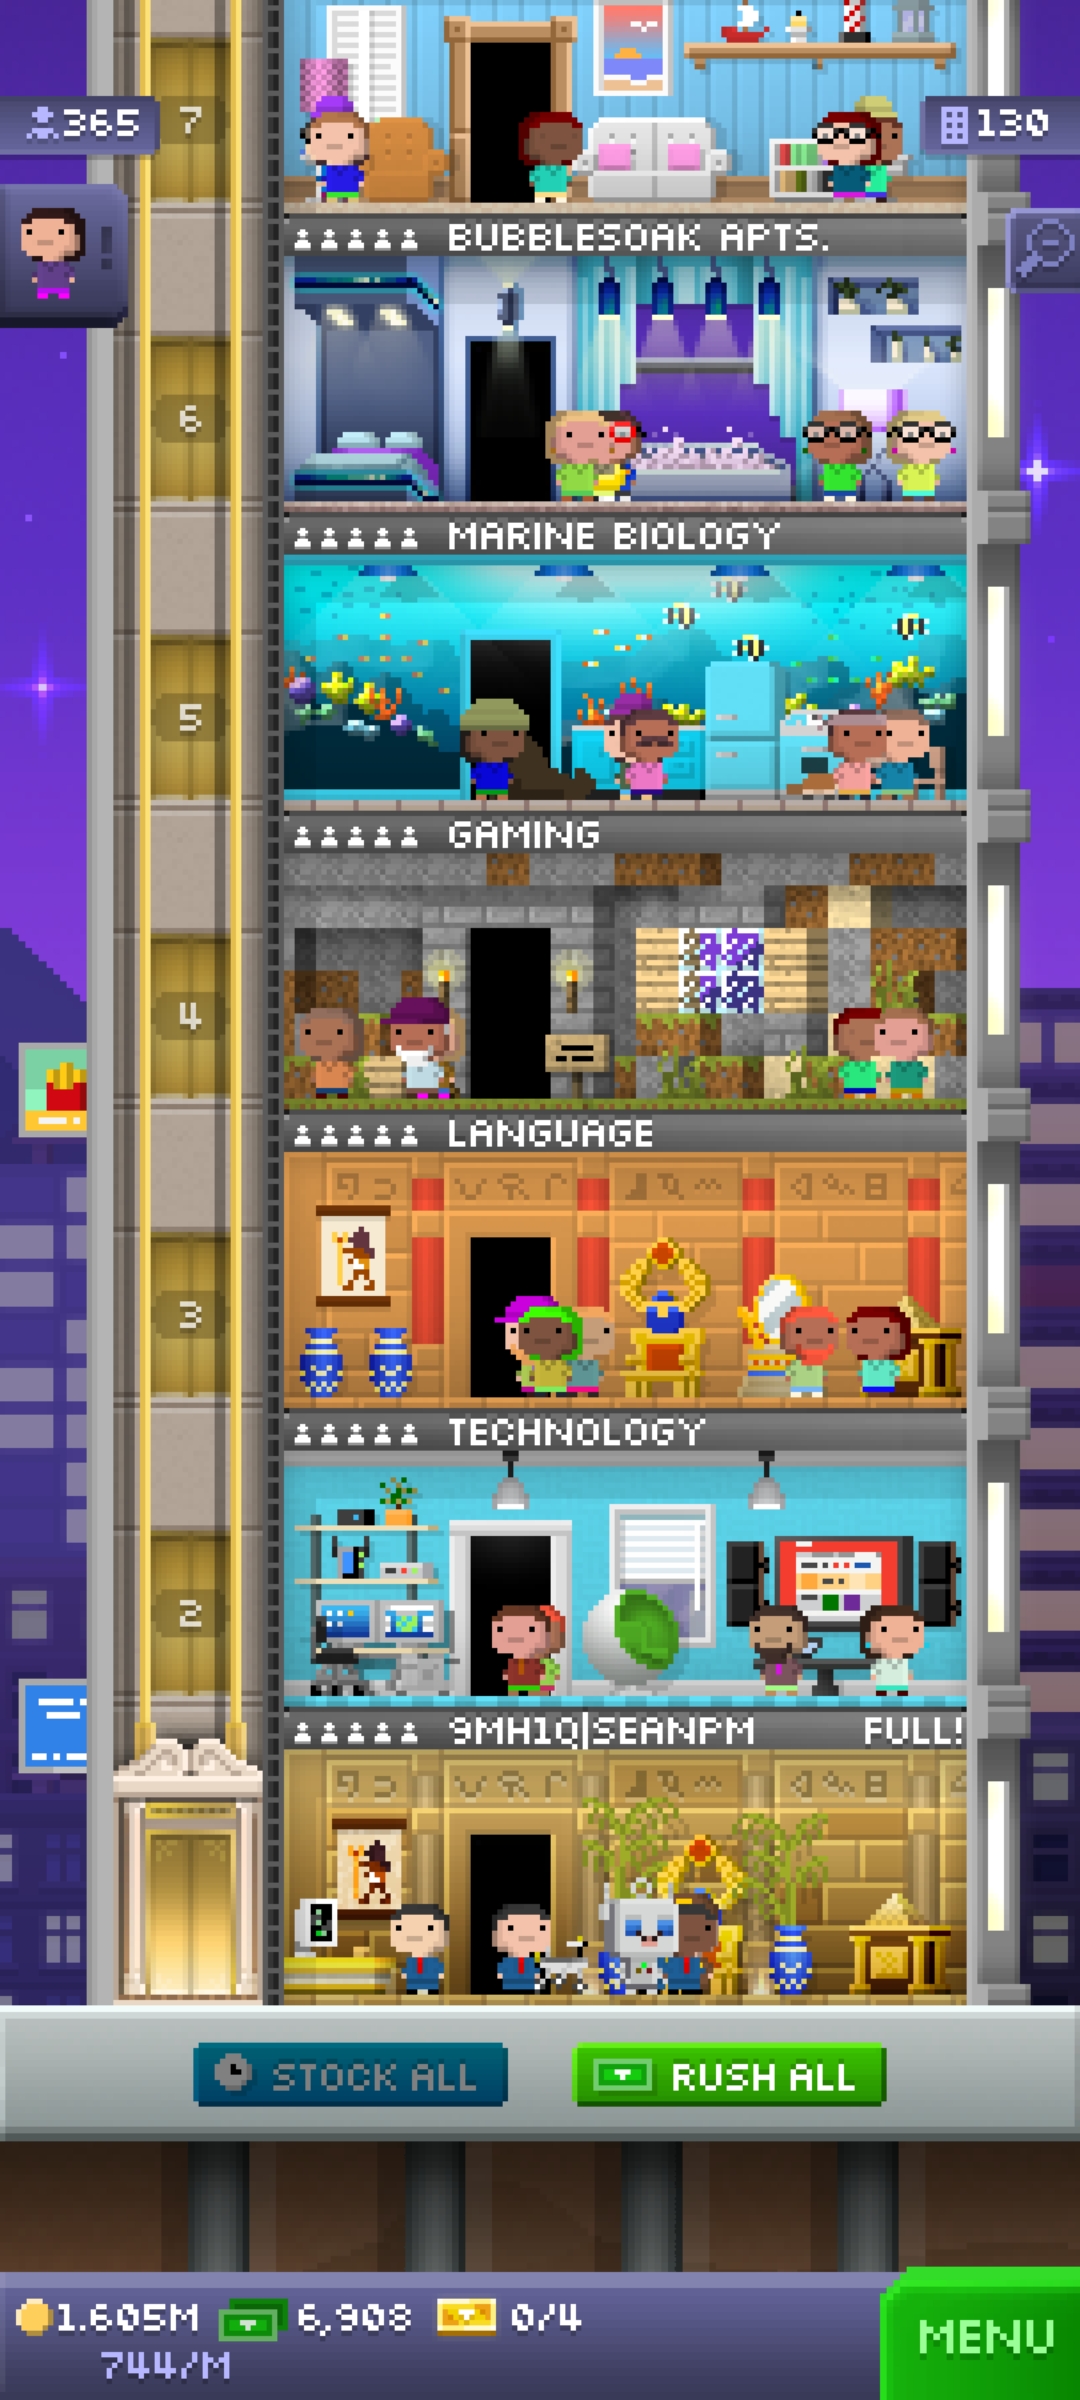 7
365
130
!
BUBBLESOAK APTS.
6
MARINE BIOLOGY
5
GAMING
4
LANGUAGE
3
TECHNOLOGY
2
9MH1Q|SEANPM FULL!
STOCK ALL
RUSH ALL
1.605M 6,908 0/4
744/M
MENU